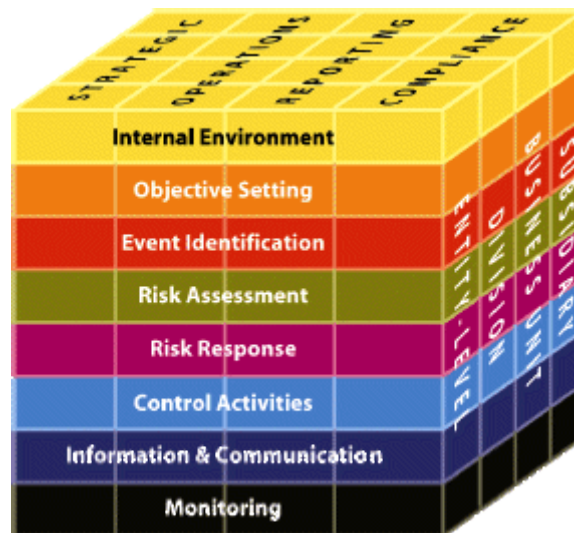 STRATEGIC
OPERATIONS
REPORTING
COMPLIANCE
Internal Environment
Objective Setting
Event Identification
Risk Assessment
Risk Response
Control Activities
Information & Communication
Monitoring
ENTITY-LEVEL
DIVISION
BUSINESS UNIT
SUBSIDIARY